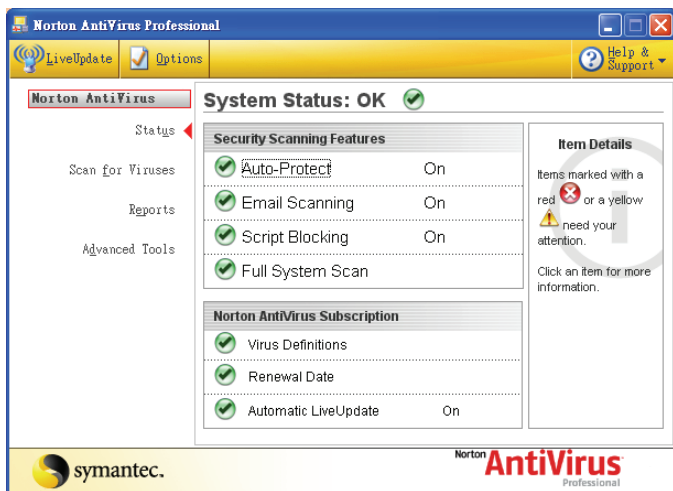 Norton AntiVirus Professional
LiveUpdate Options Help & Support
Norton AntiVirus
Status
Scan for Viruses
Reports
Advanced Tools
System Status: OK
Security Scanning Features
Auto-Protect On
Email Scanning On
Script Blocking On
Full System Scan
Norton AntiVirus Subscription
Virus Definitions
Renewal Date
Automatic LiveUpdate On
Item Details
Items marked with a
red or a yellow
need your
attention.
Click an item for more
information.
symantec.
Norton AntiVirus
Professional